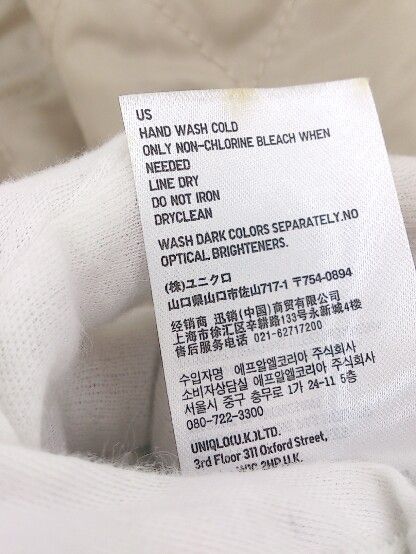 US
HAND WASH COLD
ONLY NON-CHLORINE BLEACH WHEN
NEEDED
LINE DRY
DO NOT IRON
DRYCLEAN
WASH DARK COLORS SEPARATELY.NO
OPTICAL BRIGHTENERS.
(株)ユニクロ
山口県山口市佐山717-1 〒754-0894
经销商 迅销(中国)商贸有限公司
上海市徐汇区辛耕路133号永新城4楼
售后服务电话 021-62717200
수입자명 에프알엘코리아 주식회사
소비자상담실 에프알엘코리아 주식회사
서울시 중구 충무로 1가 24-11 5층
080-722-3300
UNIQLO(U.K.)LTD.
3rd Floor 311 Oxford Street,
W1C 2HP U.K.